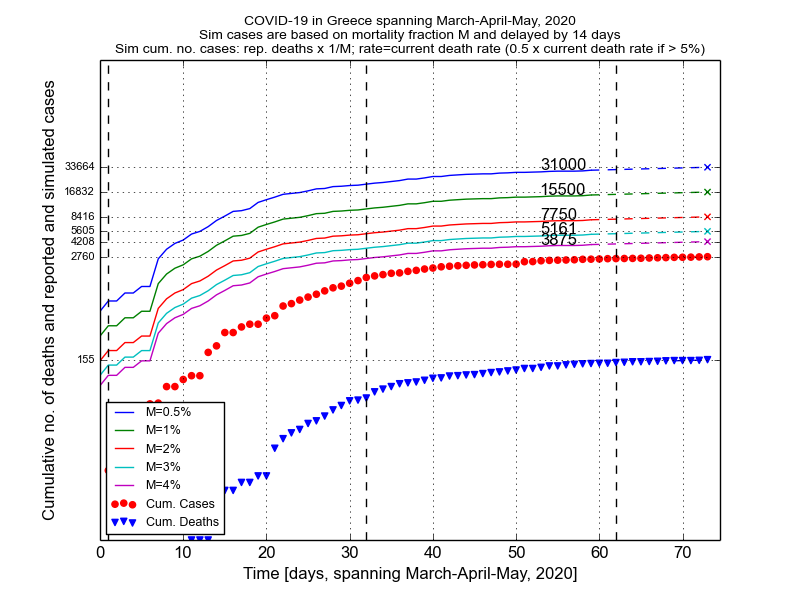 COVID-19 in Greece spanning March-April-May, 2020
Sim cases are based on mortality fraction M and delayed by 14 days
Sim cum. no. cases: rep. deaths x 1/M; rate=current death rate (0.5 x current death rate if > 5%)
Cumulative no. of deaths and reported and simulated cases
33664
16832
8416
5605
4208
2760
155
31000
15500
7750
5161
3875
M=0.5%
M=1%
M=2%
M=3%
M=4%
Cum. Cases
Cum. Deaths
0 10 20 30 40 50 60 70
Time [days, spanning March-April-May, 2020]